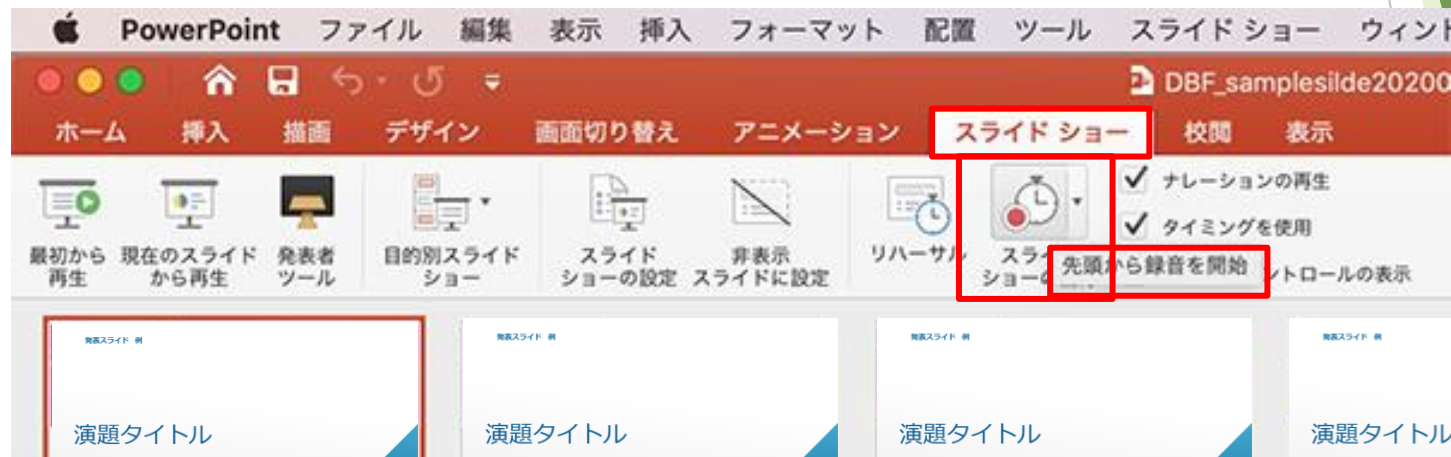 PowerPoint ファイル 編集 表示 挿入 フォーマット 配置 ツール スライド ショー ウィント
DBF_samplesilde20200
ホーム 挿入 描画 デザイン 画面切り替え アニメーション スライド ショー 校閲 表示
最初から
再生
現在のスライド
から再生
発表者
ツール
目的別スライド
ショー
スライド
ショーの設定
非表示
スライドに設定
リハーサル
スラ
ショーの
ナレーションの再生
タイミングを使用
ントロールの表示
先頭から録音を開始
発表スライド 例
演題タイトル
発表スライド 例
演題タイトル
発表スライド 例
演題タイトル
発表スライド 例
演題タイトル